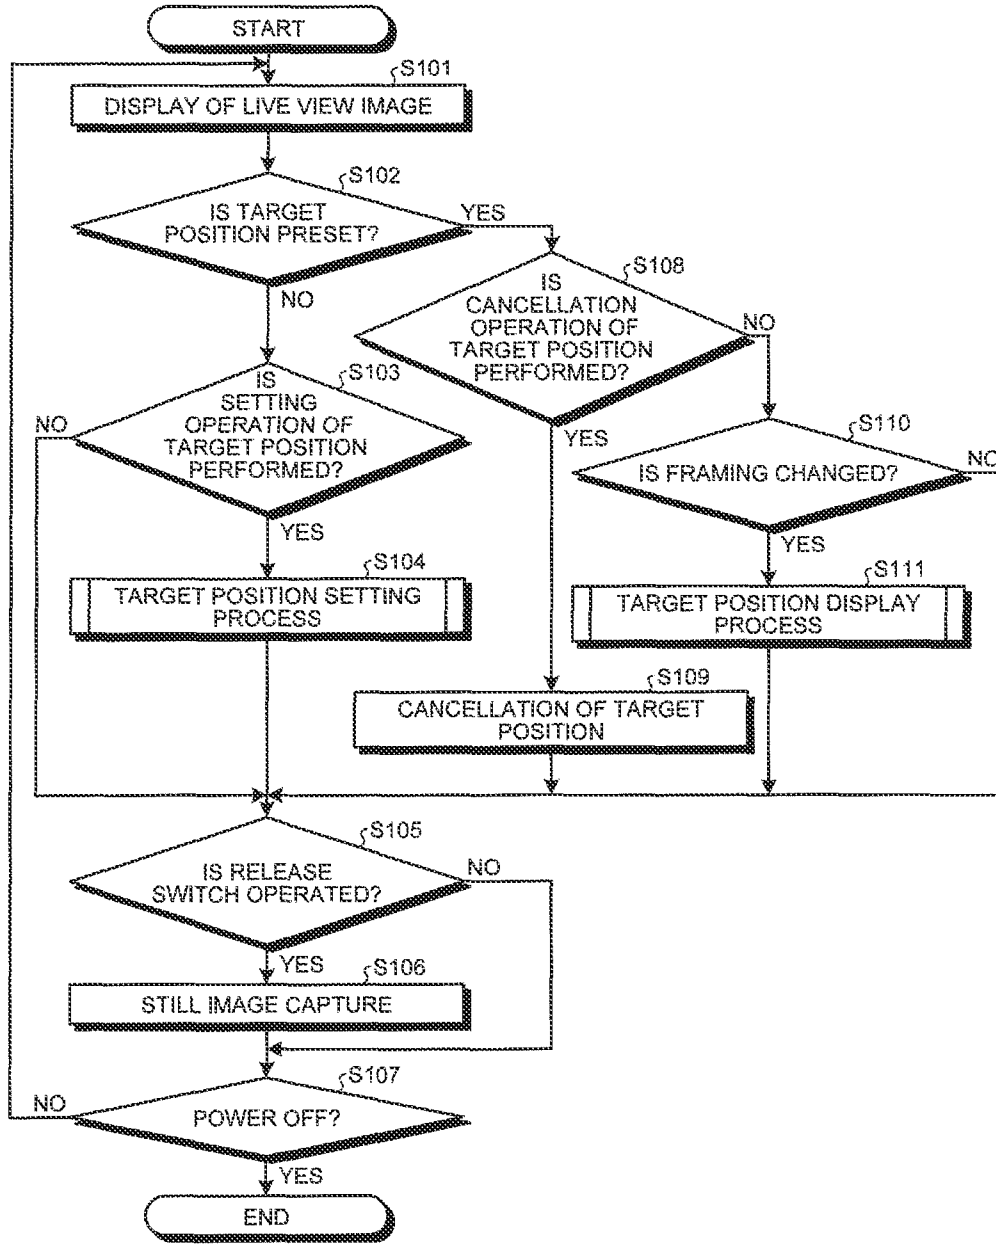 START
S101
DISPLAY OF LIVE VIEW IMAGE
S102
IS TARGET
POSITION PRESET?
YES
NO
S108
IS
CANCELLATION
OPERATION OF
TARGET POSITION
PERFORMED?
NO
YES
S103
IS
SETTING
OPERATION OF
TARGET POSITION
PERFORMED?
NO
YES
S110
IS FRAMING CHANGED?
NO
YES
S104
TARGET POSITION SETTING
PROCESS
S111
TARGET POSITION DISPLAY
PROCESS
S109
CANCELLATION OF TARGET
POSITION
S105
IS RELEASE
SWITCH OPERATED?
NO
YES
S106
STILL IMAGE CAPTURE
S107
POWER OFF?
NO
YES
END